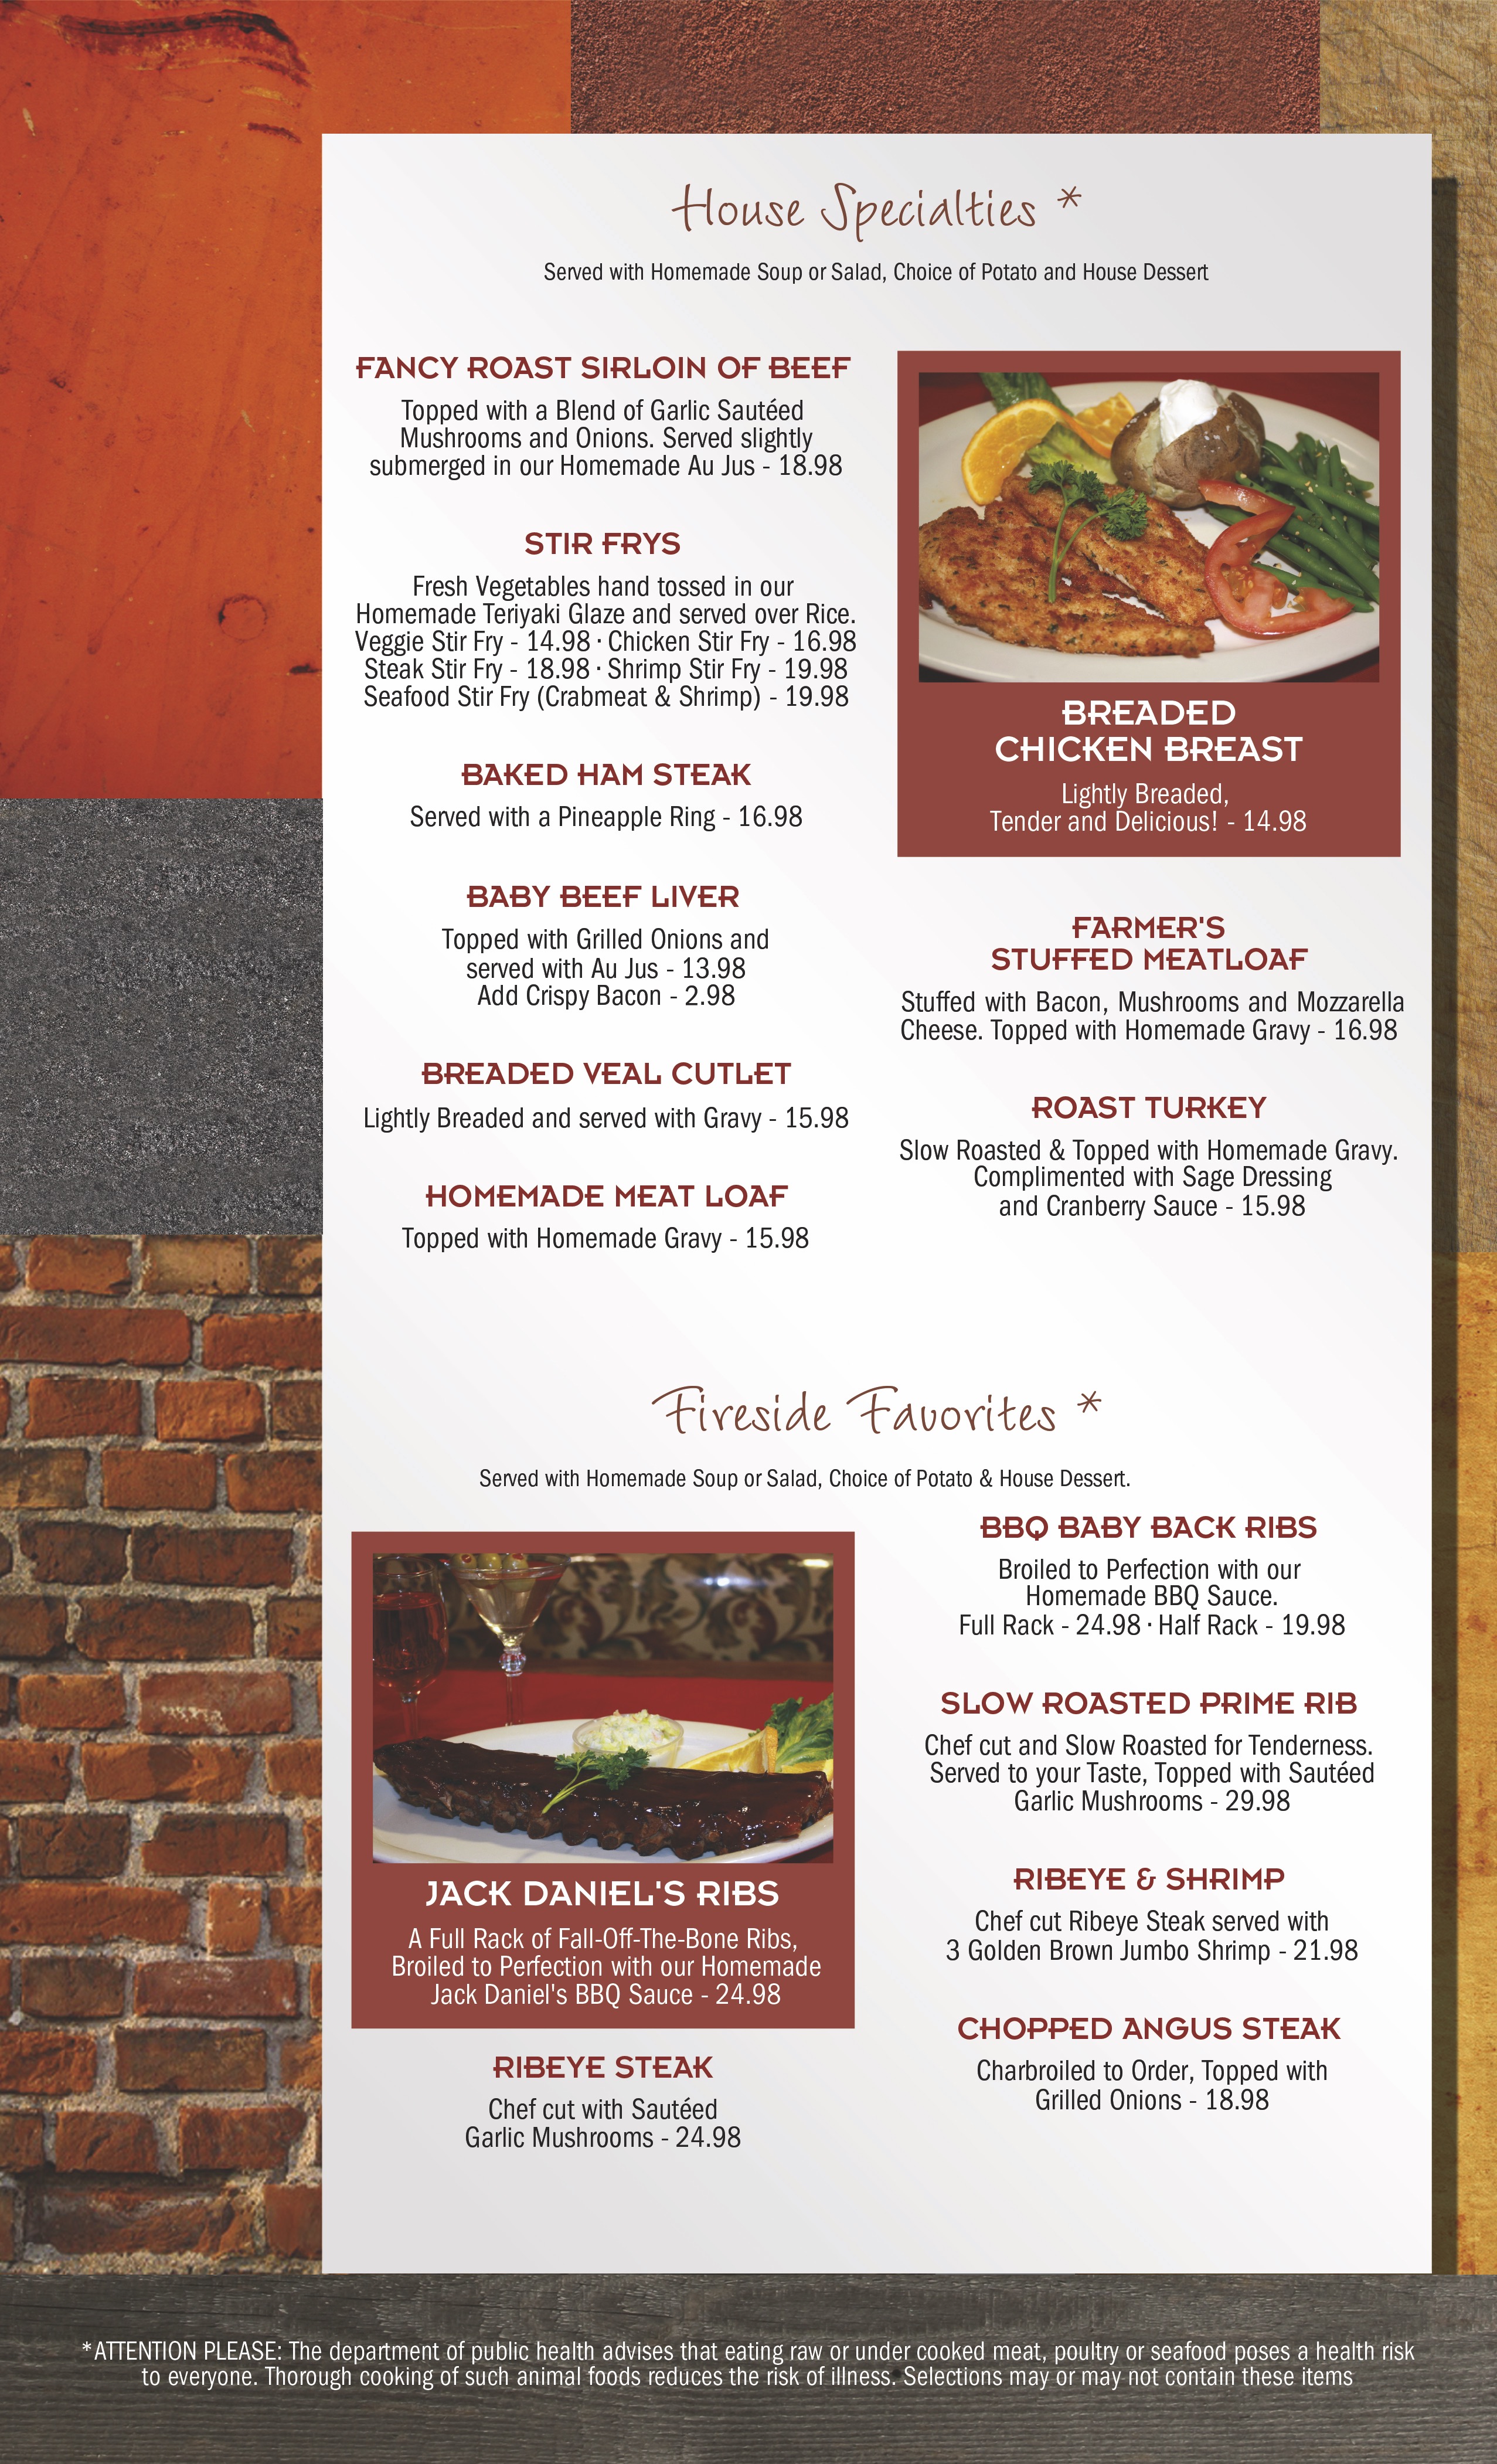 House Specialties *
Served with Homemade Soup or Salad, Choice of Potato and House Dessert
FANCY ROAST SIRLOIN OF BEEF
Topped with a Blend of Garlic Sautéed
Mushrooms and Onions. Served slightly
submerged in our Homemade Au Jus - 18.98
STIR FRYS
Fresh Vegetables hand tossed in our
Homemade Teriyaki Glaze and served over Rice.
Veggie Stir Fry - 14.98 · Chicken Stir Fry - 16.98
Steak Stir Fry - 18.98 · Shrimp Stir Fry - 19.98
Seafood Stir Fry (Crabmeat & Shrimp) - 19.98
BAKED HAM STEAK
Served with a Pineapple Ring - 16.98
BABY BEEF LIVER
Topped with Grilled Onions and
served with Au Jus - 13.98
Add Crispy Bacon - 2.98
BREADED VEAL CUTLET
Lightly Breaded and served with Gravy - 15.98
HOMEMADE MEAT LOAF
Topped with Homemade Gravy - 15.98
BREADED
CHICKEN BREAST
Lightly Breaded,
Tender and Delicious! - 14.98
FARMER'S
STUFFED MEATLOAF
Stuffed with Bacon, Mushrooms and Mozzarella
Cheese. Topped with Homemade Gravy - 16.98
ROAST TURKEY
Slow Roasted & Topped with Homemade Gravy.
Complimented with Sage Dressing
and Cranberry Sauce - 15.98
Fireside Favorites *
Served with Homemade Soup or Salad, Choice of Potato & House Dessert.
JACK DANIEL'S RIBS
A Full Rack of Fall-Off-The-Bone Ribs,
Broiled to Perfection with our Homemade
Jack Daniel's BBQ Sauce - 24.98
RIBEYE STEAK
Chef cut with Sautéed
Garlic Mushrooms - 24.98
BBQ BABY BACK RIBS
Broiled to Perfection with our
Homemade BBQ Sauce.
Full Rack - 24.98 · Half Rack - 19.98
SLOW ROASTED PRIME RIB
Chef cut and Slow Roasted for Tenderness.
Served to your Taste, Topped with Sautéed
Garlic Mushrooms - 29.98
RIBEYE & SHRIMP
Chef cut Ribeye Steak served with
3 Golden Brown Jumbo Shrimp - 21.98
CHOPPED ANGUS STEAK
Charbroiled to Order, Topped with
Grilled Onions - 18.98
*ATTENTION PLEASE: The department of public health advises that eating raw or under cooked meat, poultry or seafood poses a health risk
to everyone. Thorough cooking of such animal foods reduces the risk of illness. Selections may or may not contain these items